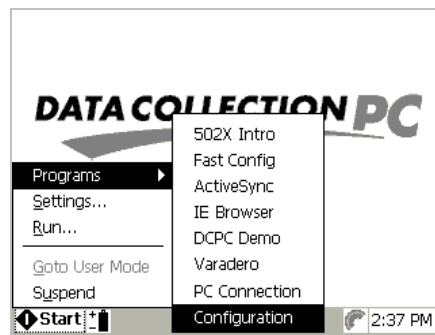 DATA COLLECTION PC
Programs
Settings...
Run...
Goto User Mode
Suspend
502X Intro
Fast Config
ActiveSync
IE Browser
DCPC Demo
Varadero
PC Connection
Configuration
Start
2:37 PM